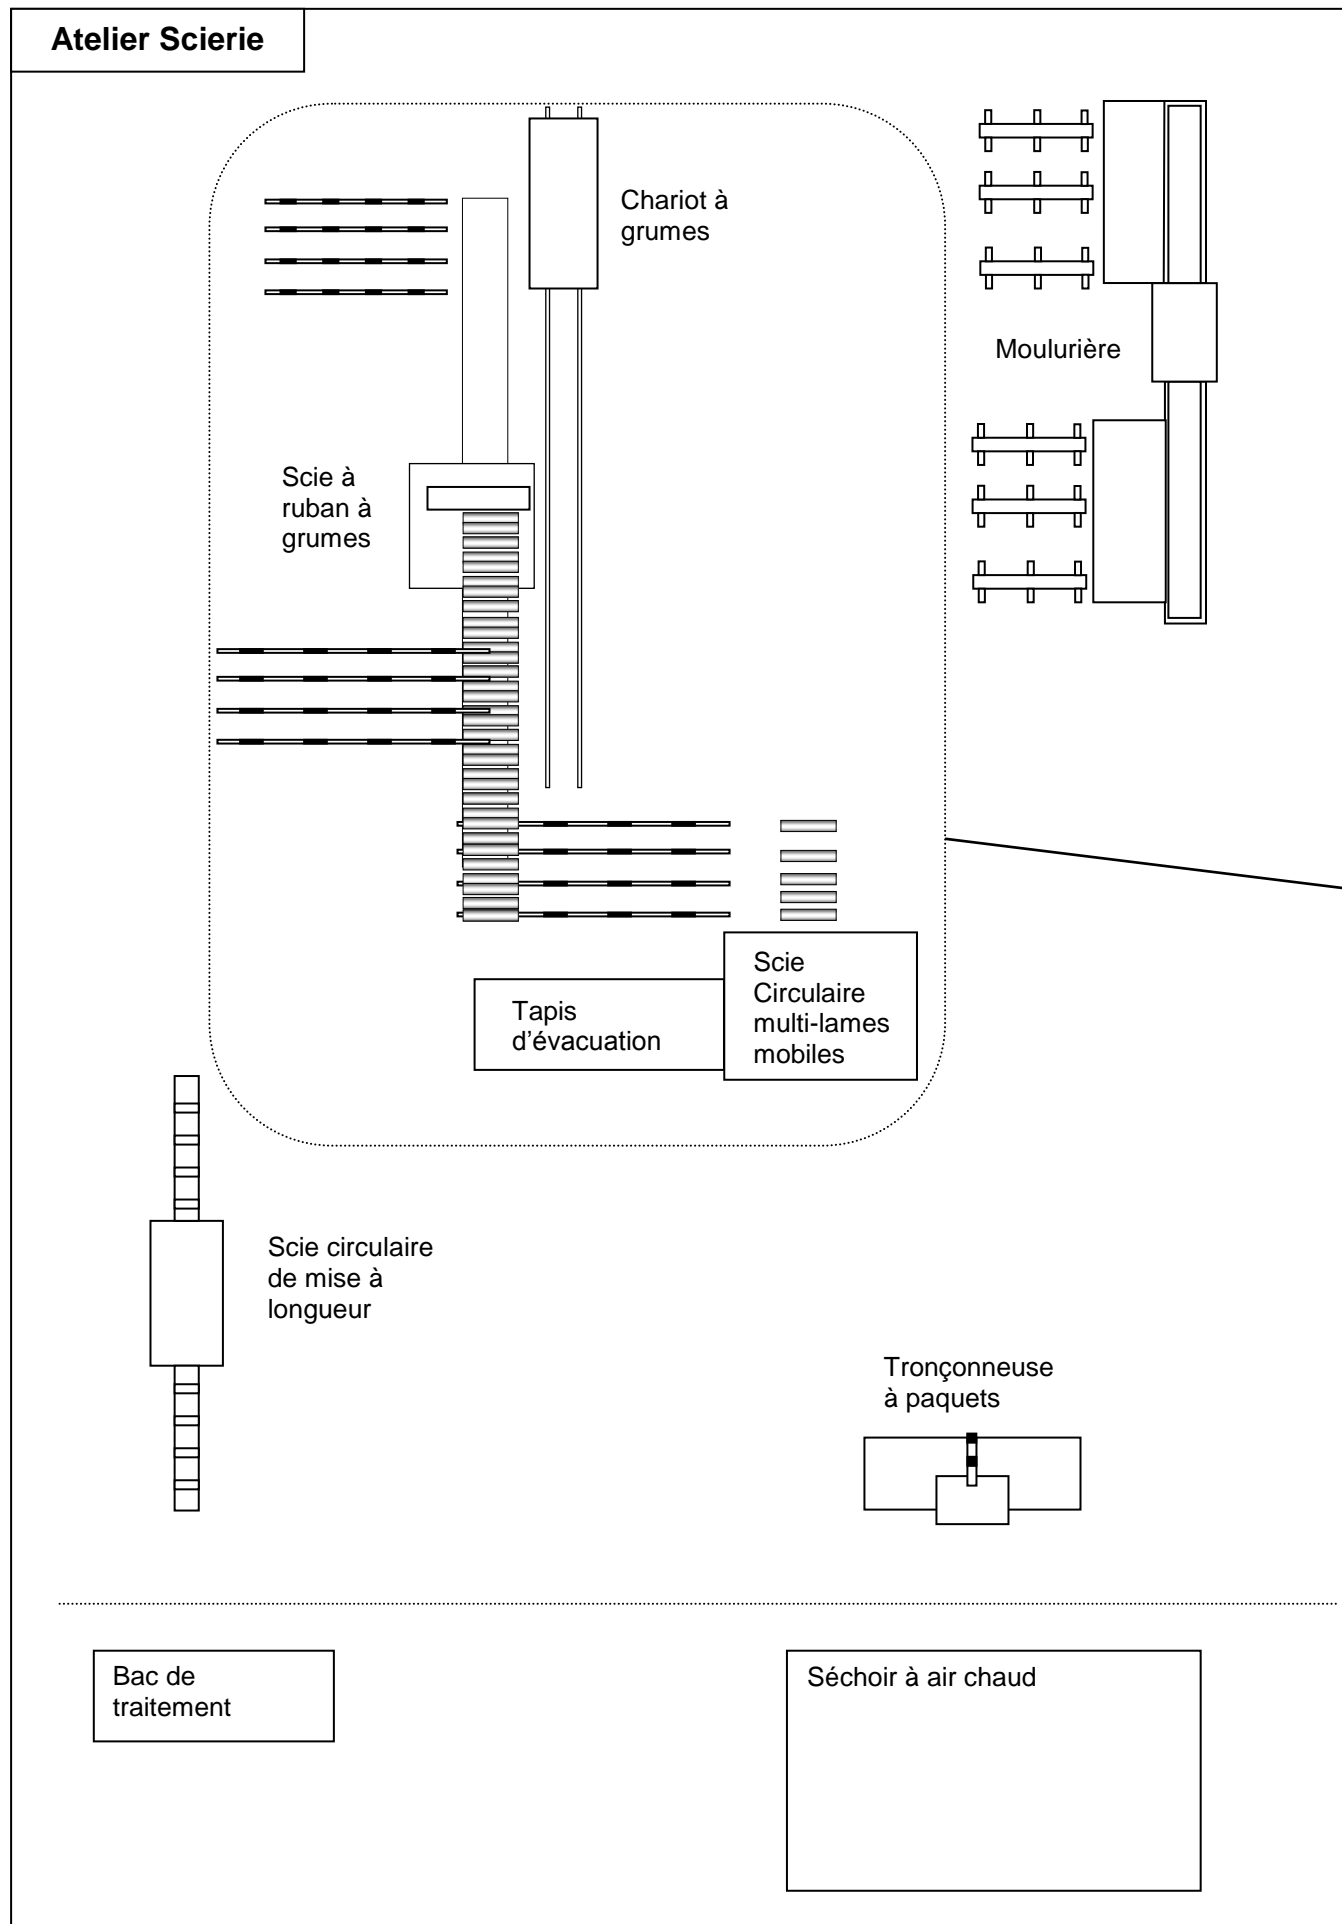 Atelier Scierie
Chariot à
grumes
Moulurière
Scie à
ruban à
grumes
Scie
Circulaire
multi-lames
mobiles
Tapis
d’évacuation
Scie circulaire
de mise à
longueur
Tronçonneuse
à paquets
Bac de
traitement
Séchoir à air chaud